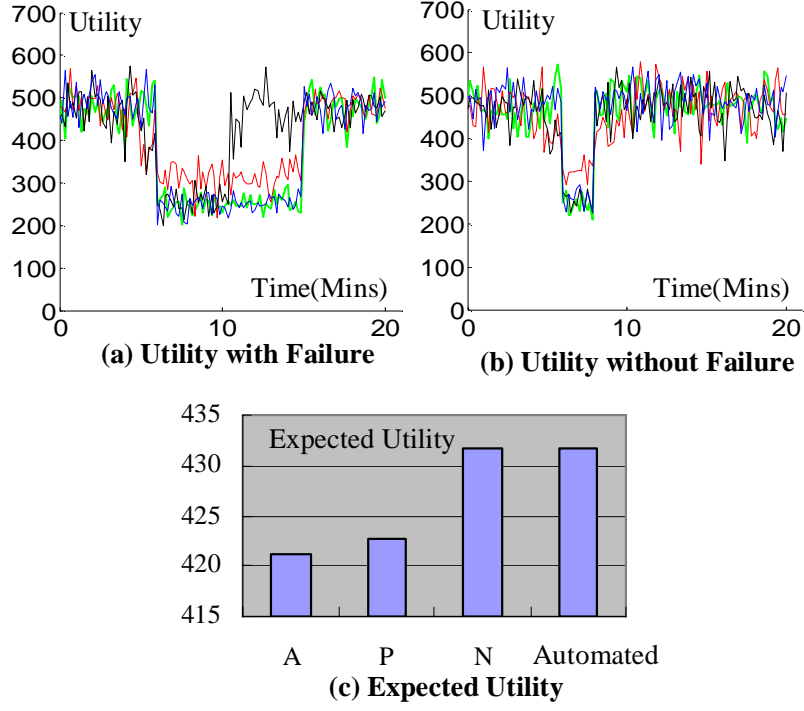 700
600
500
400
300
200
100
0
Utility
Time(Mins)
0 10 20
(a) Utility with Failure
700
600
500
400
300
200
100
0
Utility
Time(Mins)
0 10 20
(b) Utility without Failure
435
430
425
420
415
Expected Utility
A P N Automated
(c) Expected Utility